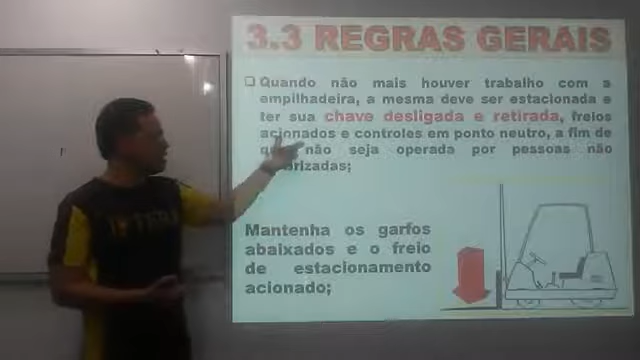 3.3 REGRAS GERAIS
Quando não mais houver trabalho com a
empilhadeira, a mesma deve ser estacionada e
ter sua chave desligada e retirada, freios
acionados e controles em ponto neutro, a fim de
não seja operada por pessoas não
Mantenha os garfos
abaixados e o freio
de estacionamento
acionado;